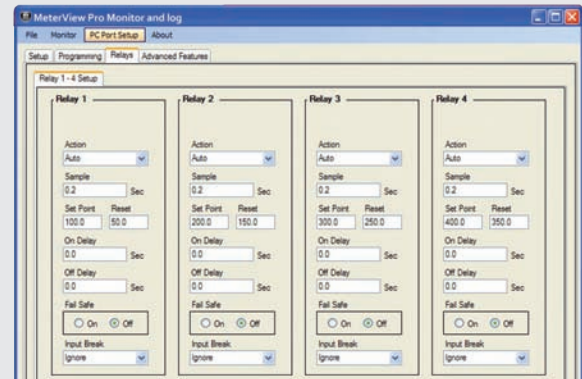 MeterView Pro Monitor and log
File Monitor PC Port Setup About
Setup Programming Relays Advanced Features
Relay 1 - 4 Setup
Relay 1 Relay 2 Relay 3 Relay 4
Action Action Action Action
Auto Auto Auto Auto
Sample Sample Sample Sample
0.2 Sec 0.2 Sec 0.2 Sec 0.2 Sec
Set Point Reset Set Point Reset Set Point Reset Set Point Reset
100.0 50.0 200.0 150.0 300.0 250.0 400.0 350.0
On Delay On Delay On Delay On Delay
0.0 Sec 0.0 Sec 0.0 Sec 0.0 Sec
Off Delay Off Delay Off Delay Off Delay
0.0 Sec 0.0 Sec 0.0 Sec 0.0 Sec
Fail Safe Fail Safe Fail Safe Fail Safe
On Off On Off On Off On Off
Input Break Input Break Input Break Input Break
Ignore Ignore Ignore Ignore